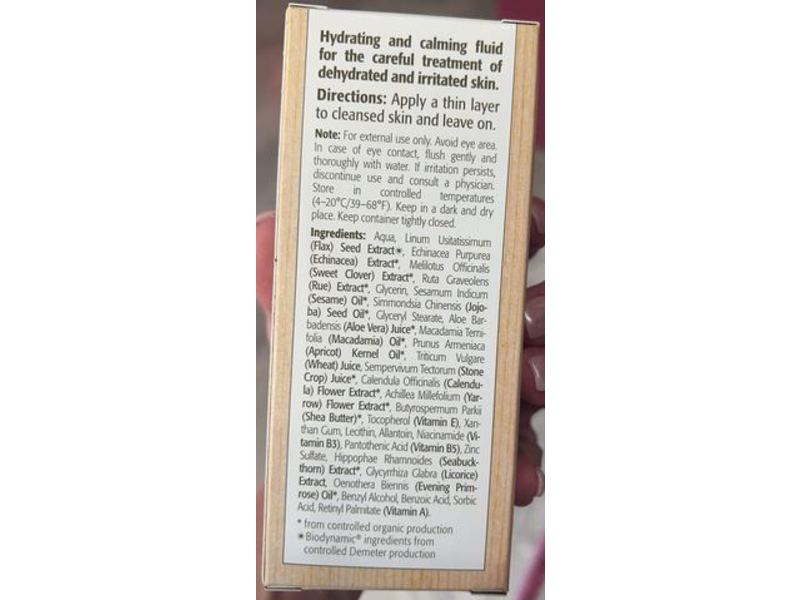 Hydrating and calming fluid
for the careful treatment of
dehydrated and irritated skin.
Directions: Apply a thin layer
to cleansed skin and leave on.
Note: For external use only. Avoid eye area.
In case of eye contact, flush gently and
thoroughly with water. If irritation persists,
discontinue use and consult a physician.
Store in controlled temperatures
(4–20°C/39–68°F). Keep in a dark and dry
place. Keep container tightly closed.
Ingredients: Aqua, Linum Usitatissimum
(Flax) Seed Extract✶, Echinacea Purpurea
(Echinacea) Extract*, Melilotus Officinalis
(Sweet Clover) Extract*, Ruta Graveolens
(Rue) Extract*, Glycerin, Sesamum Indicum
(Sesame) Oil*, Simmondsia Chinensis (Jojo-
ba) Seed Oil*, Glyceryl Stearate, Aloe Bar-
badensis (Aloe Vera) Juice*, Macadamia Terni-
folia (Macadamia) Oil*, Prunus Armeniaca
(Apricot) Kernel Oil*, Triticum Vulgare
(Wheat) Juice, Sempervivum Tectorum (Stone
Crop) Juice*, Calendula Officinalis (Calendu-
la) Flower Extract*, Achillea Millefolium (Yar-
row) Flower Extract*, Butyrospermum Parkii
(Shea Butter)*, Tocopherol (Vitamin E), Xan-
than Gum, Lecithin, Allantoin, Niacinamide (Vi-
tamin B3), Pantothenic Acid (Vitamin B5), Zinc
Sulfate, Hippophae Rhamnoides (Seabuck-
thorn) Extract*, Glycyrrhiza Glabra (Licorice)
Extract, Oenothera Biennis (Evening Prim-
rose) Oil*, Benzyl Alcohol, Benzoic Acid, Sorbic
Acid, Retinyl Palmitate (Vitamin A).
* from controlled organic production
✶ Biodynamic® ingredients from
controlled Demeter production